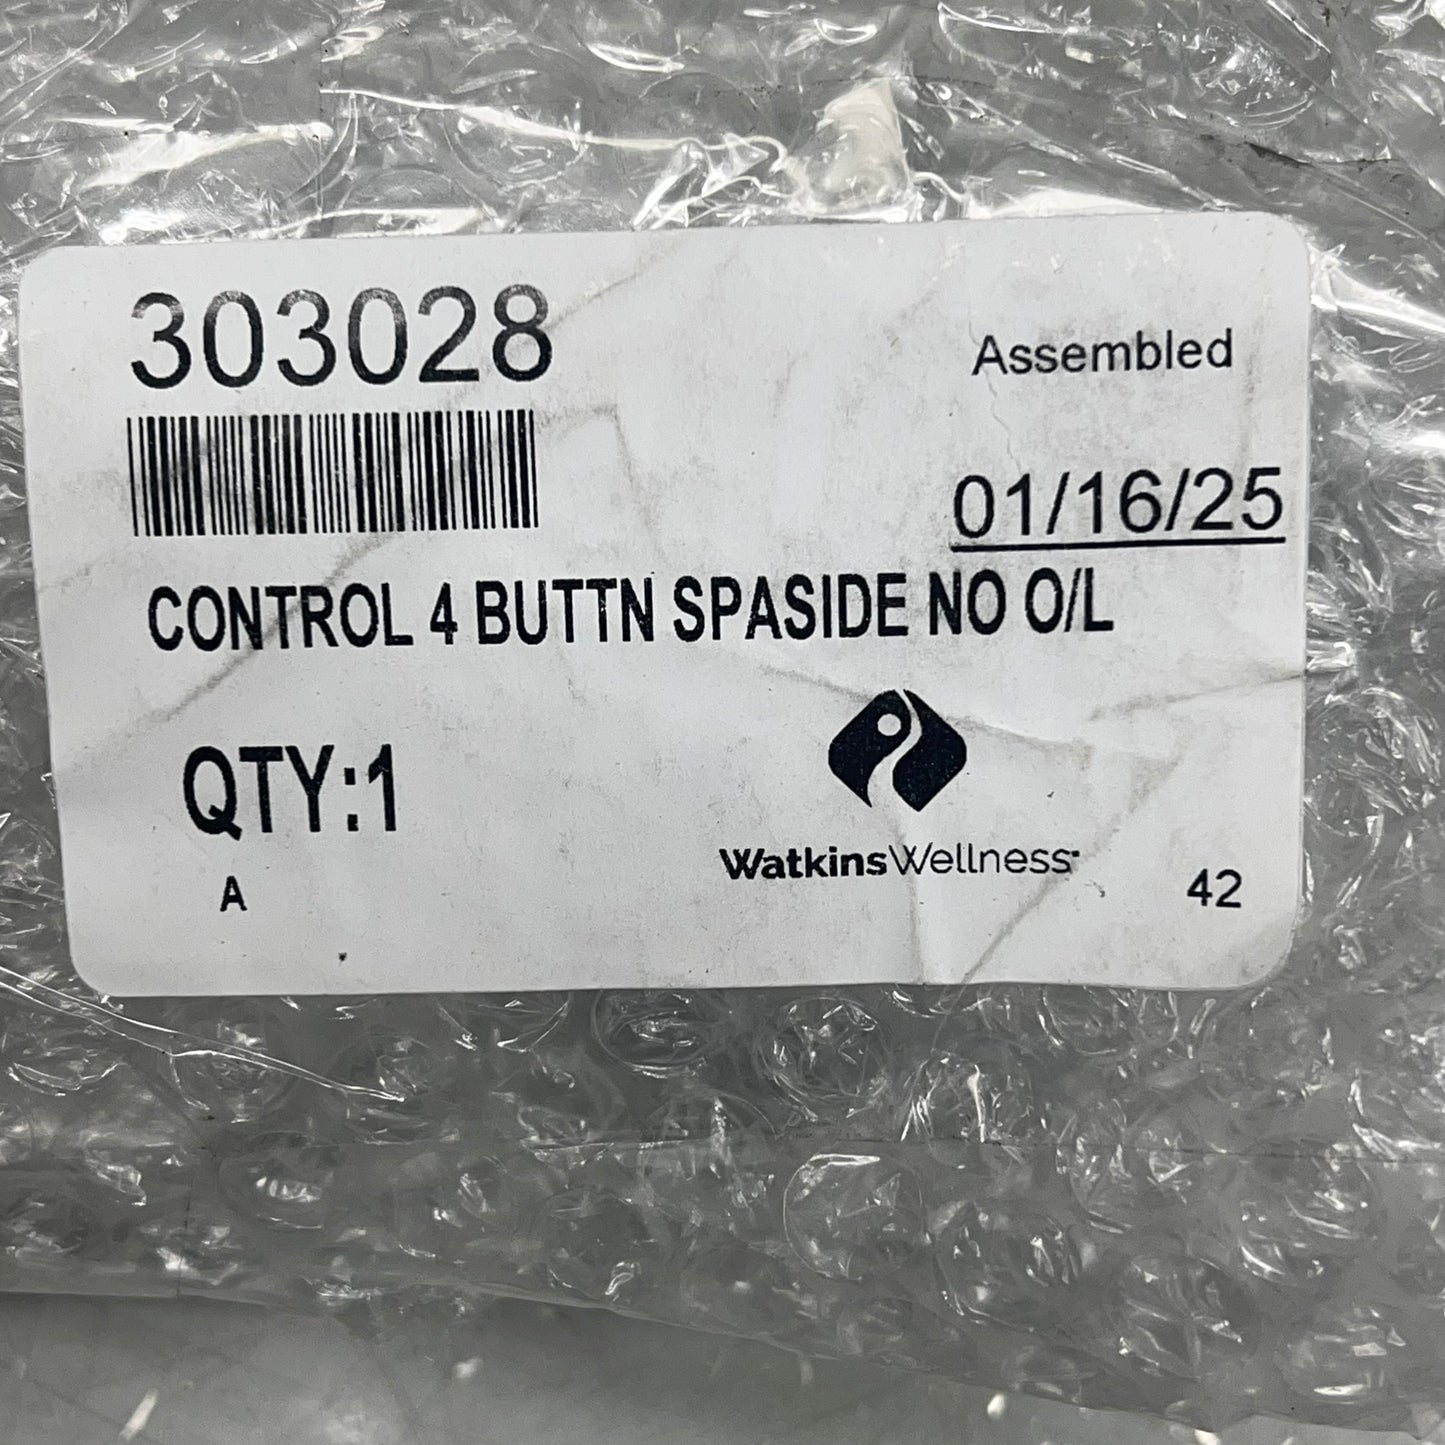 303028
Assembled
01/16/25
CONTROL 4 BUTTN SPASIDE NO O/L
QTY:1
WatkinsWellness
A
42